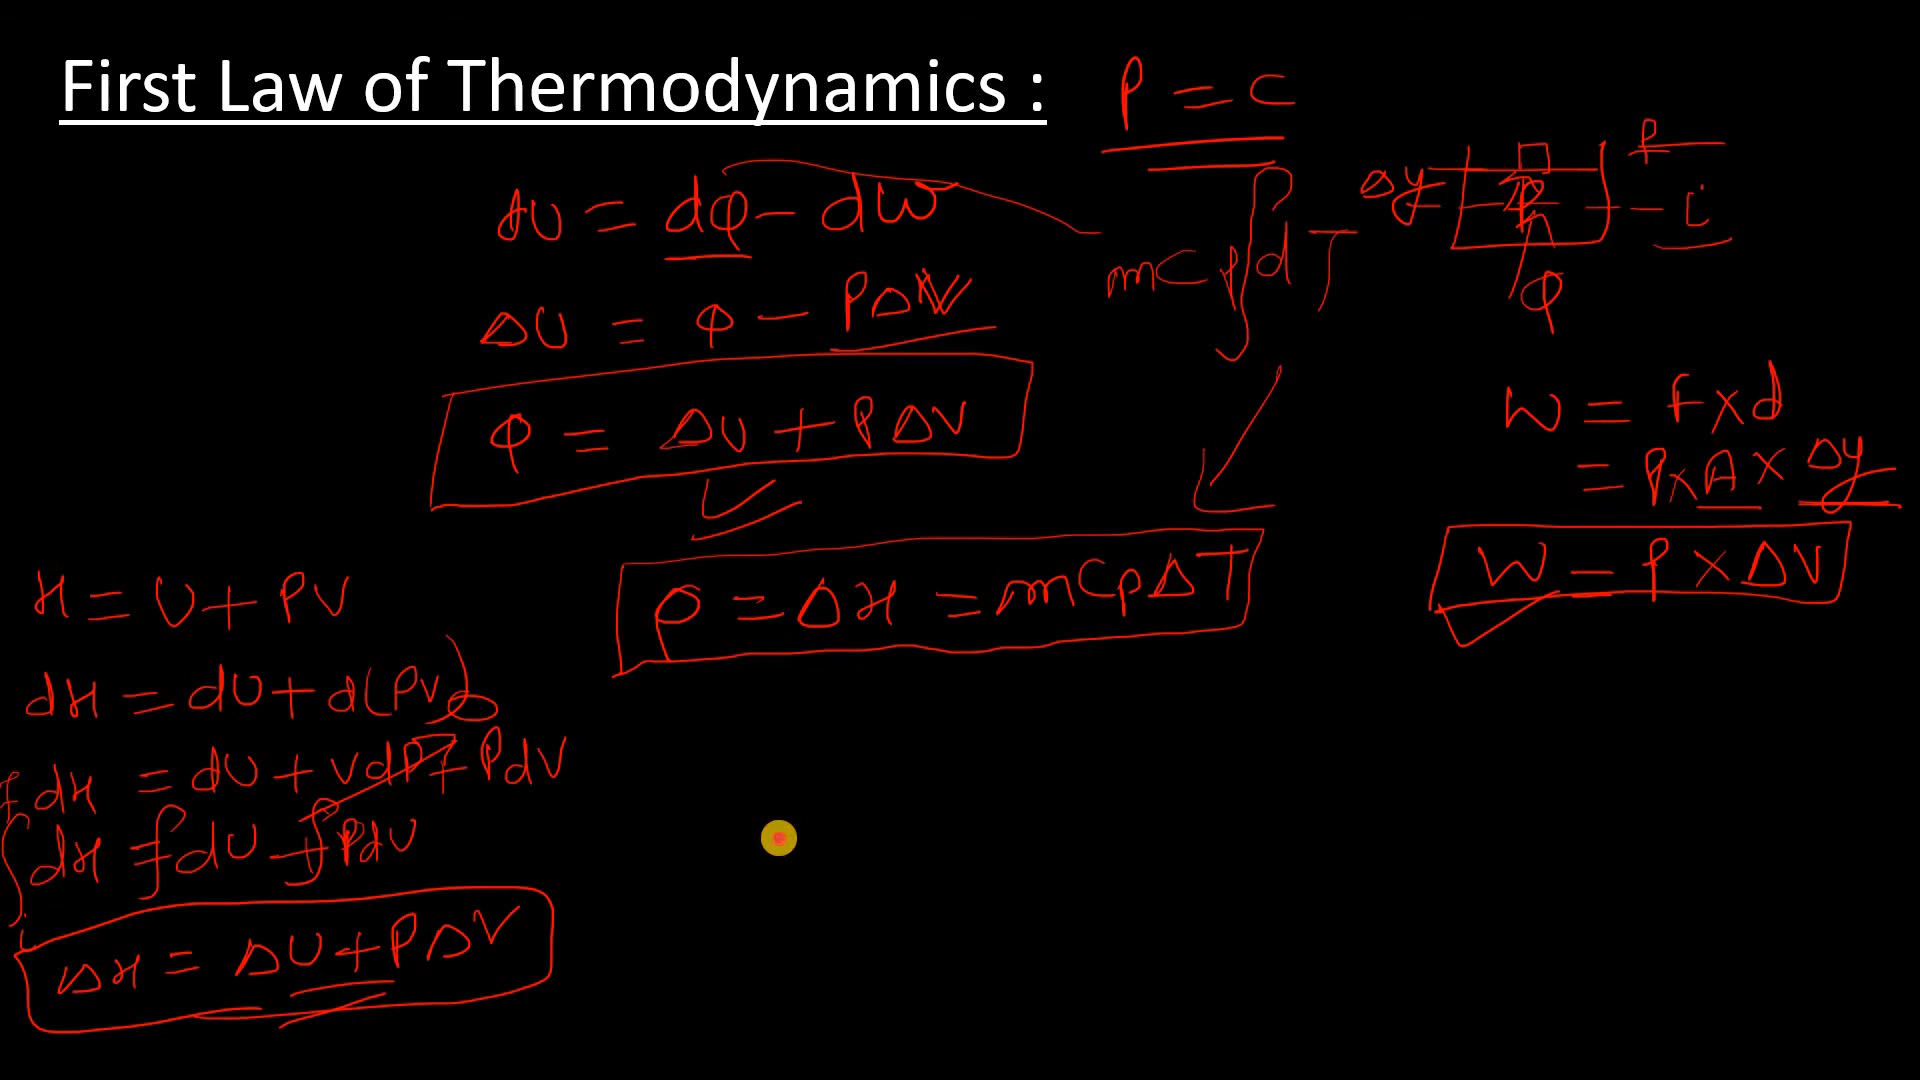 First Law of Thermodynamics :
P = C
dU = dQ - dW
mCp∫dT
ΔU = Q - PΔV
Q = ΔU + PΔV
Q = ΔH = mCpΔT
Δy
P
i
Q
W = F x d
= P x A x Δy
W = P x ΔV
H = U + PV
dH = dU + d(PV)
dH = dU + VdP + PdV
∫dH = ∫dU + ∫PdV
ΔH = ΔU + PΔV